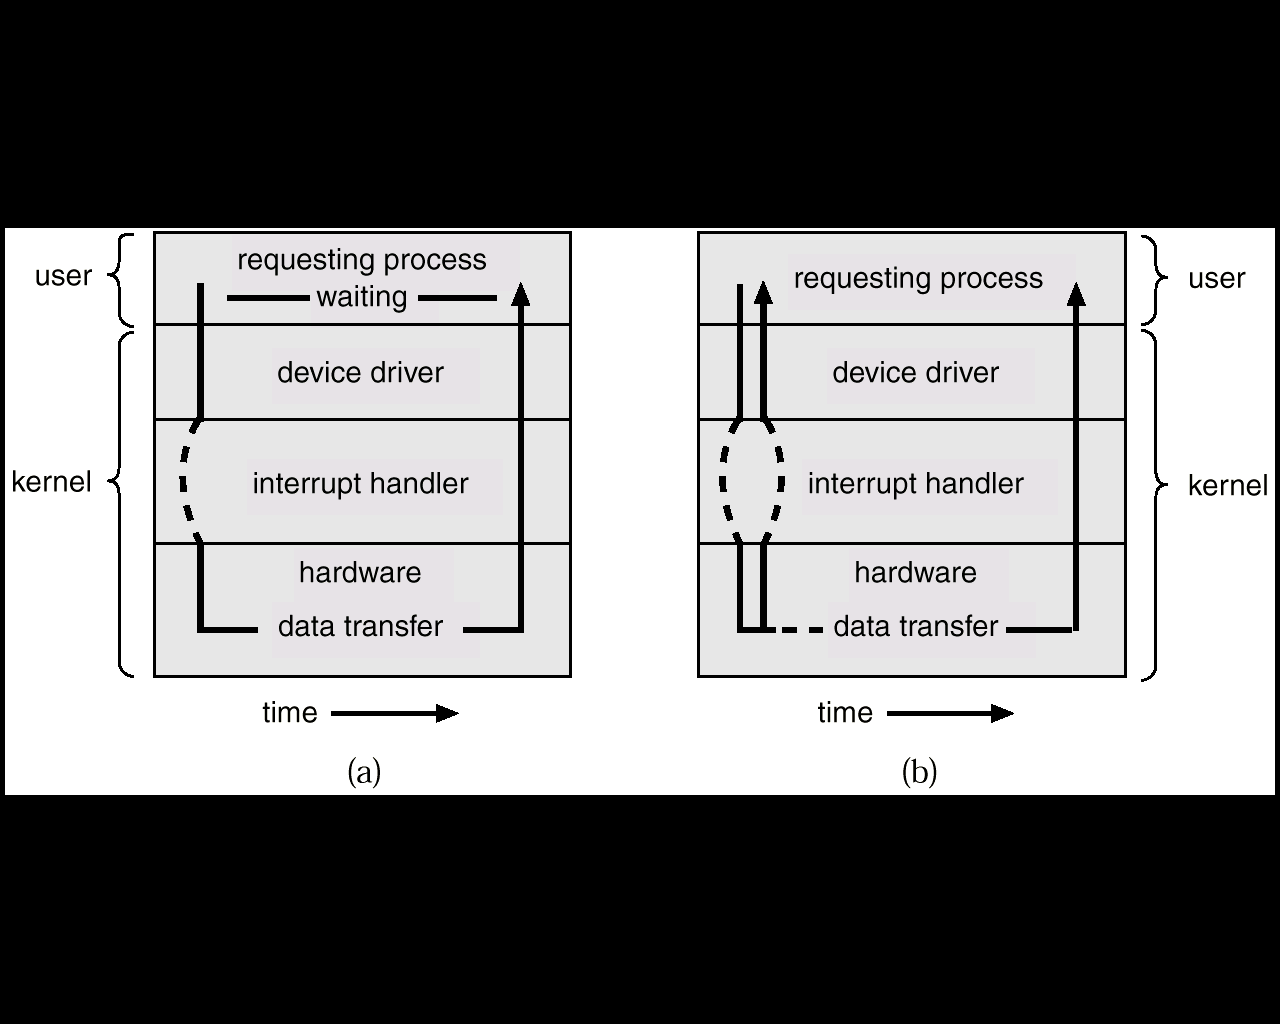 user
requesting process
waiting
kernel
device driver
interrupt handler
hardware
data transfer
time
(a)
requesting process
user
device driver
interrupt handler
kernel
hardware
data transfer
time
(b)